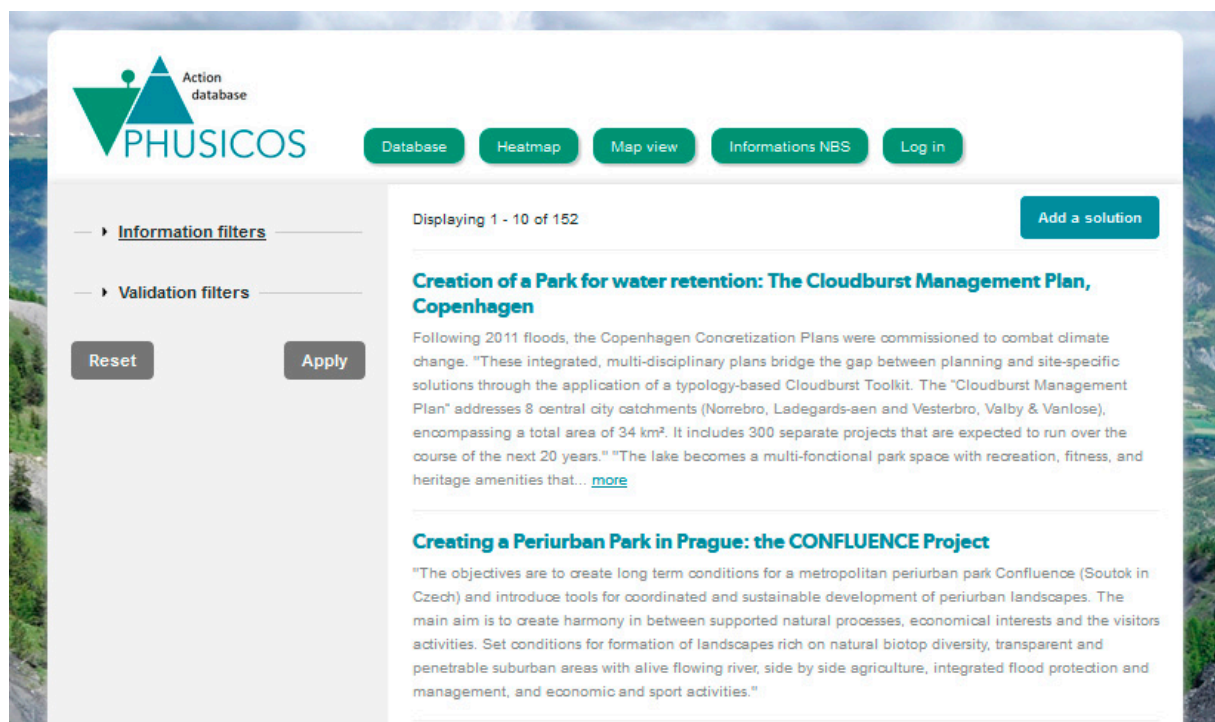 Action
database
PHUSICOS
Database Heatmap Map view Informations NBS Log in
Information filters
Validation filters
Reset Apply
Displaying 1 - 10 of 152
Add a solution
Creation of a Park for water retention: The Cloudburst Management Plan,
Copenhagen
Following 2011 floods, the Copenhagen Concretization Plans were commissioned to combat climate
change. "These integrated, multi-disciplinary plans bridge the gap between planning and site-specific
solutions through the application of a typology-based Cloudburst Toolkit. The "Cloudburst Management
Plan" addresses 8 central city catchments (Norrebro, Ladegards-aen and Vesterbro, Valby & Vanlose),
encompassing a total area of 34 km². It includes 300 separate projects that are expected to run over the
course of the next 20 years." "The lake becomes a multi-fonctional park space with recreation, fitness, and
heritage amenities that... more
Creating a Periurban Park in Prague: the CONFLUENCE Project
"The objectives are to create long term conditions for a metropolitan periurban park Confluence (Soutok in
Czech) and introduce tools for coordinated and sustainable development of periurban landscapes. The
main aim is to create harmony in between supported natural processes, economical interests and the visitors
activities. Set conditions for formation of landscapes rich on natural biotop diversity, transparent and
penetrable suburban areas with alive flowing river, side by side agriculture, integrated flood protection and
management, and economic and sport activities."